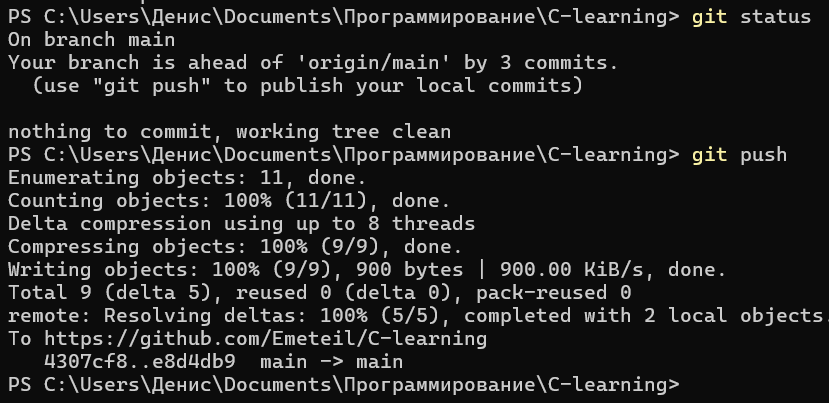 PS C:\Users\Денис\Documents\Программирование\C-learning> git status
On branch main
Your branch is ahead of 'origin/main' by 3 commits.
  (use "git push" to publish your local commits)

nothing to commit, working tree clean
PS C:\Users\Денис\Documents\Программирование\C-learning> git push
Enumerating objects: 11, done.
Counting objects: 100% (11/11), done.
Delta compression using up to 8 threads
Compressing objects: 100% (9/9), done.
Writing objects: 100% (9/9), 900 bytes | 900.00 KiB/s, done.
Total 9 (delta 5), reused 0 (delta 0), pack-reused 0
remote: Resolving deltas: 100% (5/5), completed with 2 local objects.
To https://github.com/Emeteil/C-learning
   4307cf8..e8d4db9  main -> main
PS C:\Users\Денис\Documents\Программирование\C-learning>